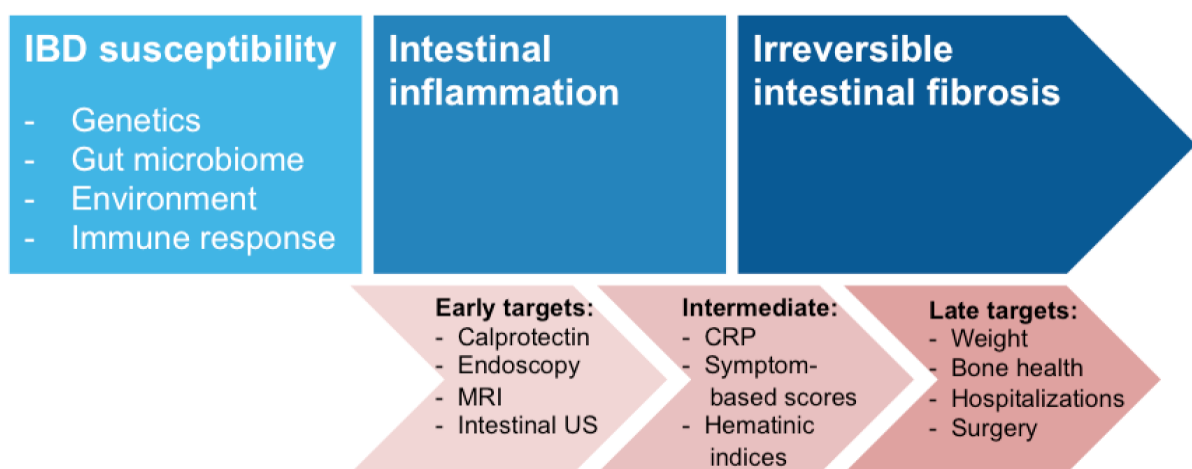 IBD susceptibility
- Genetics
- Gut microbiome
- Environment
- Immune response
Intestinal
inflammation
Irreversible
intestinal fibrosis
Early targets:
- Calprotectin
- Endoscopy
- MRI
- Intestinal US
Intermediate:
- CRP
- Symptom-
based scores
- Hematinic
indices
Late targets:
- Weight
- Bone health
- Hospitalizations
- Surgery